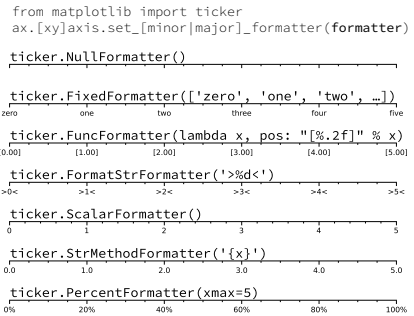 from matplotlib import ticker
ax.[xy]axis.set_[minor|major]_formatter(formatter)
ticker.NullFormatter()
ticker.FixedFormatter(['zero', 'one', 'two', …])
zero one two three four five
ticker.FuncFormatter(lambda x, pos: "[%.2f]" % x)
[0.00] [1.00] [2.00] [3.00] [4.00] [5.00]
ticker.FormatStrFormatter('>%d<')
>0< >1< >2< >3< >4< >5<
ticker.ScalarFormatter()
0 1 2 3 4 5
ticker.StrMethodFormatter('{x}')
0.0 1.0 2.0 3.0 4.0 5.0
ticker.PercentFormatter(xmax=5)
0% 20% 40% 60% 80% 100%